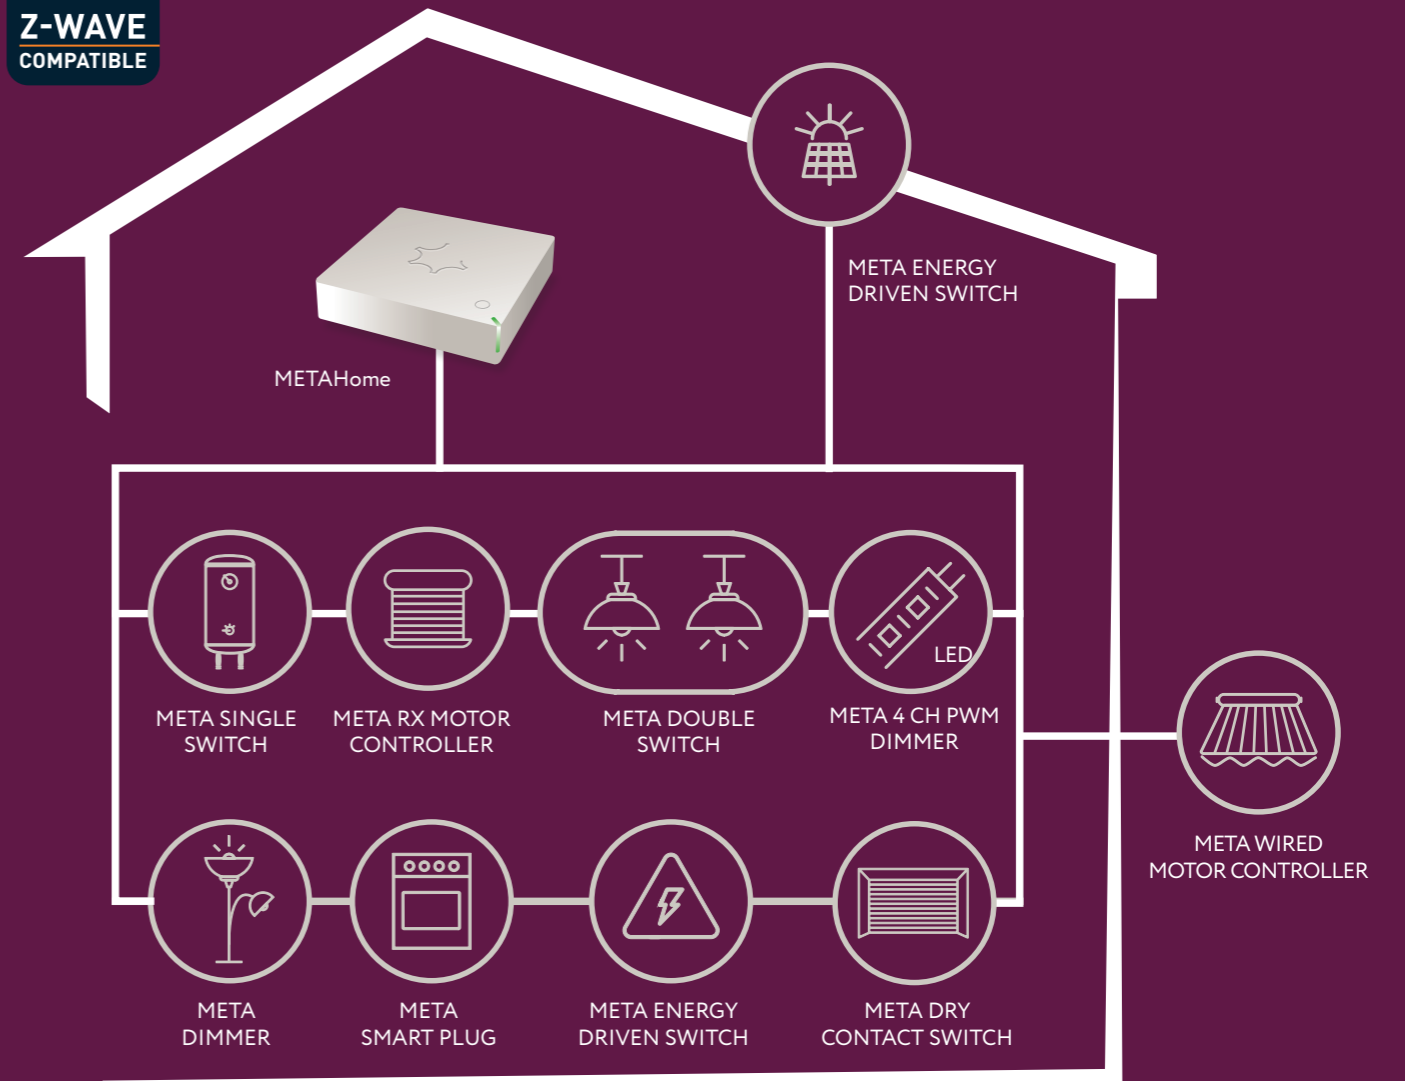 Z-WAVE
COMPATIBLE
META ENERGY
DRIVEN SWITCH
METAHome
LED
META SINGLE
SWITCH
META RX MOTOR
CONTROLLER
META DOUBLE
SWITCH
META 4 CH PWM
DIMMER
META WIRED
MOTOR CONTROLLER
META
DIMMER
META
SMART PLUG
META ENERGY
DRIVEN SWITCH
META DRY
CONTACT SWITCH